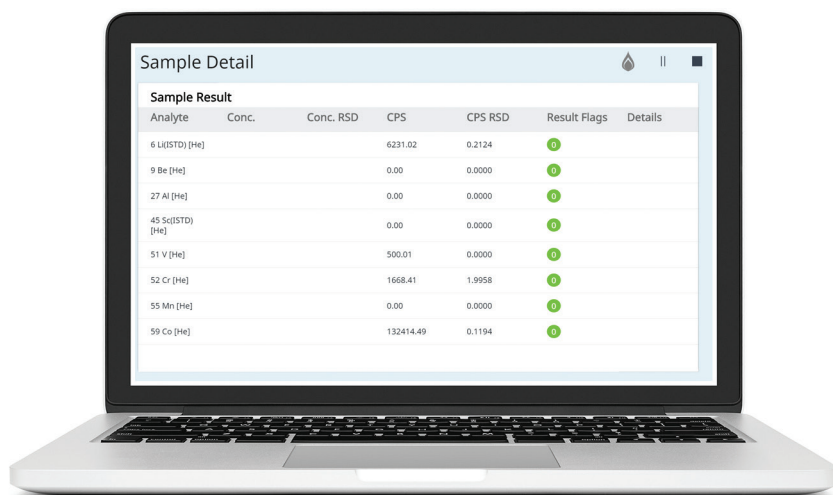 Sample Detail
Sample Result
Analyte Conc. Conc. RSD CPS CPS RSD Result Flags Details
6 Li(ISTD) [He] 6231.02 0.2124 0
9 Be [He] 0.00 0.0000 0
27 Al [He] 0.00 0.0000 0
45 Sc(ISTD)
[He] 0.00 0.0000 0
51 V [He] 500.01 0.0000 0
52 Cr [He] 1668.41 1.9958 0
55 Mn [He] 0.00 0.0000 0
59 Co [He] 132414.49 0.1194 0